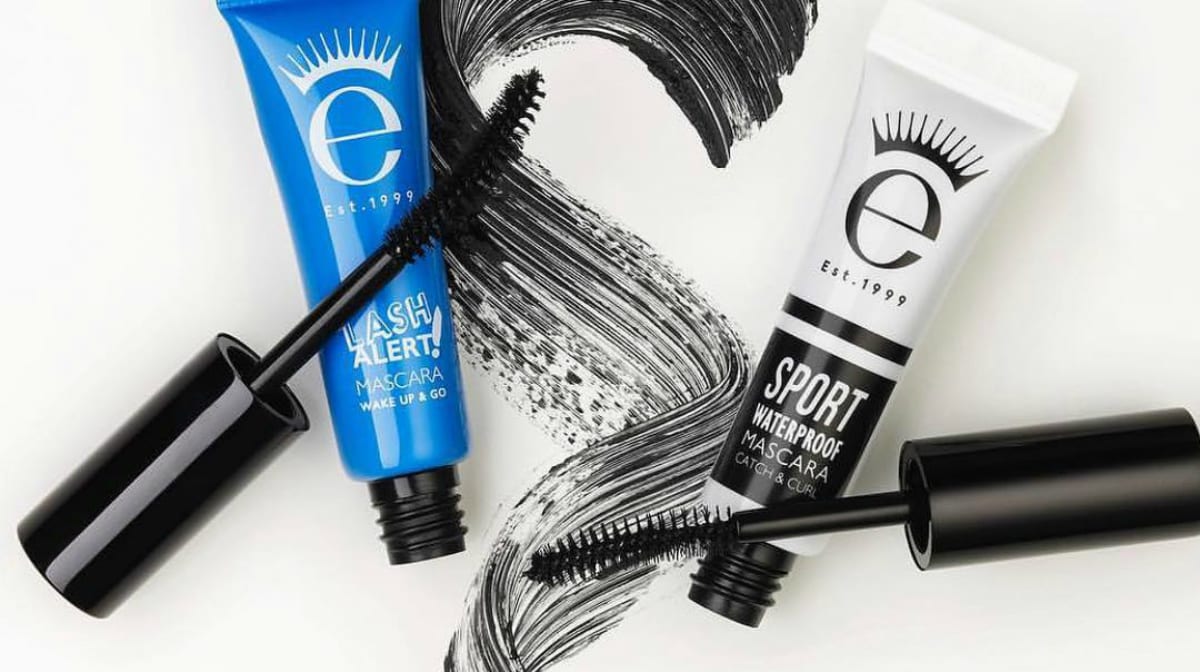 e
Est.1999
LASH
ALERT!
MASCARA
WAKE UP & GO
e
Est.1999
SPORT
WATERPROOF
MASCARA
CATCH & CURL